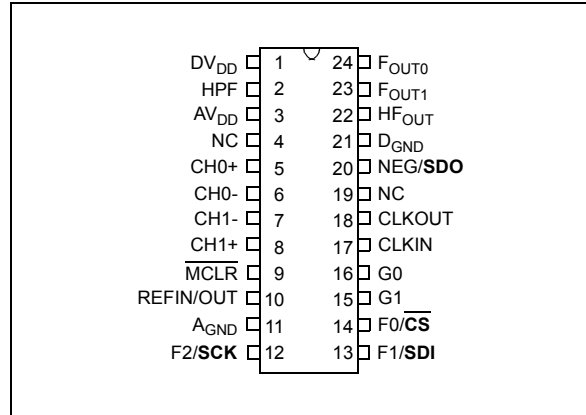 DVDD 1 24 FOUT0
HPF 2 23 FOUT1
AVDD 3 22 HFOUT
NC 4 21 DGND
CH0+ 5 20 NEG/SDO
CH0- 6 19 NC
CH1- 7 18 CLKOUT
CH1+ 8 17 CLKIN
MCLR 9 16 G0
REFIN/OUT 10 15 G1
AGND 11 14 F0/CS
F2/SCK 12 13 F1/SDI